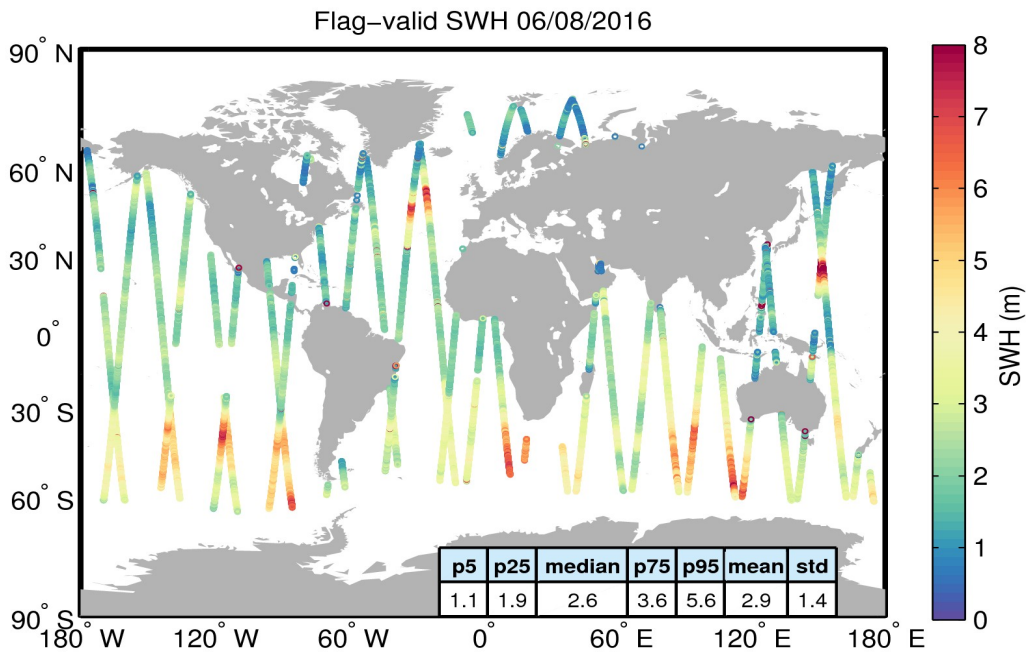 Flag−valid SWH 06/08/2016
90° N
60° N
30° N
0°
30° S
60° S
90° S
180° W
120° W
60° W
0°
60° E
120° E
180° E
p5 p25 median p75 p95 mean std
1.1 1.9 2.6 3.6 5.6 2.9 1.4
8
7
6
5
4
3
2
1
0
SWH (m)